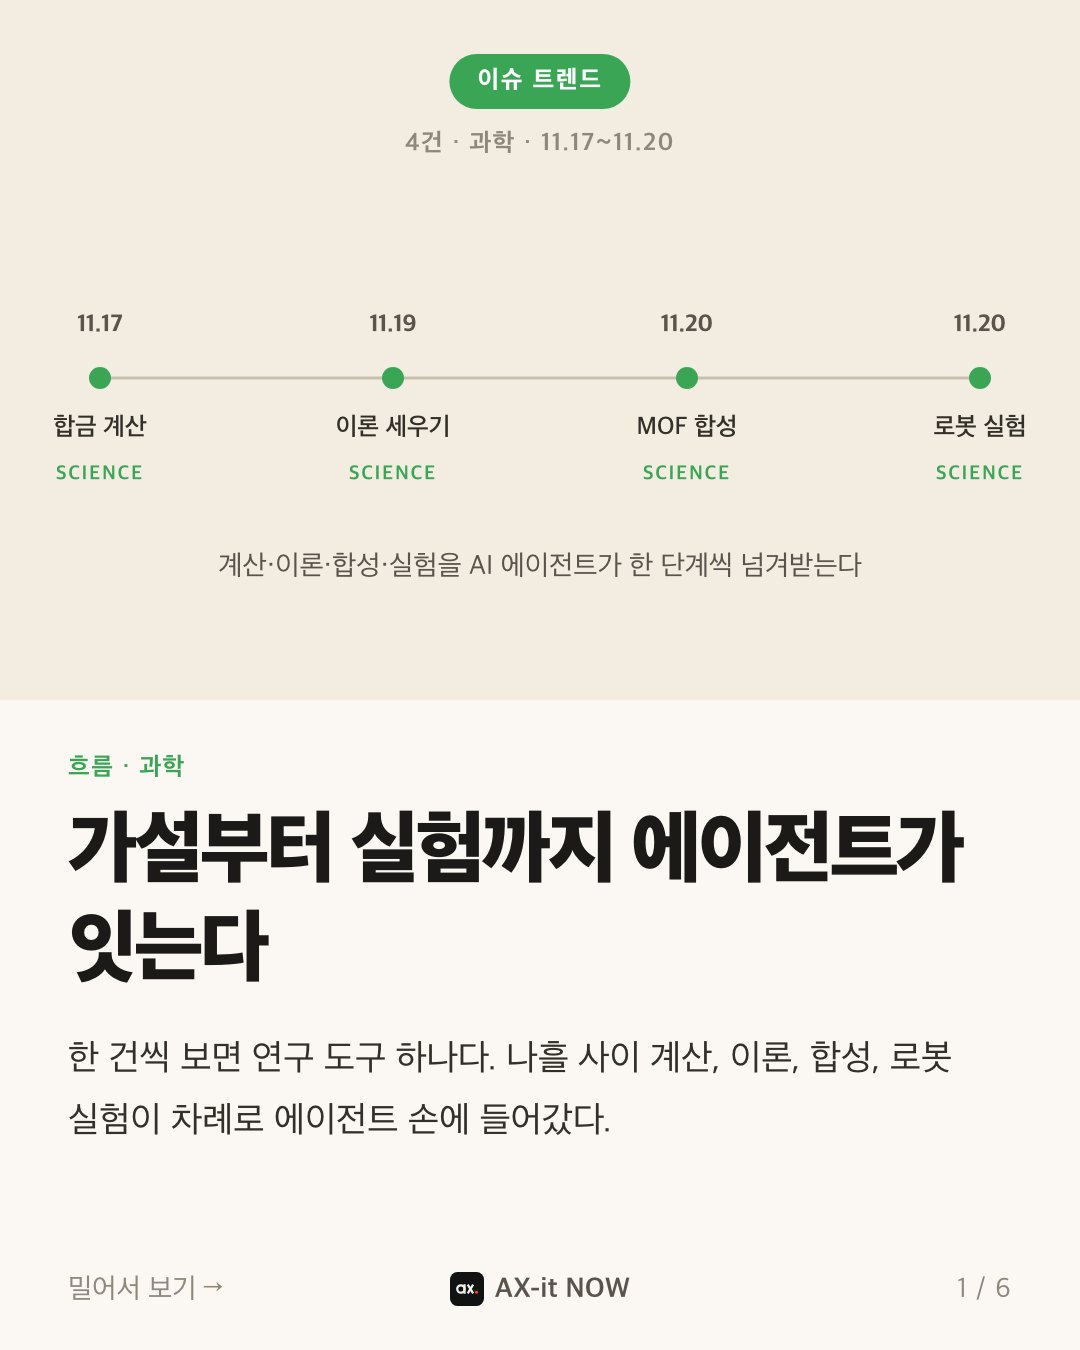 이슈 트렌드
4건 · 과학 · 11.17~11.20
11.17 11.19 11.20 11.20
합금 계산 이론 세우기 MOF 합성 로봇 실험
SCIENCE SCIENCE SCIENCE SCIENCE
계산·이론·합성·실험을 AI 에이전트가 한 단계씩 넘겨받는다
흐름 · 과학
가설부터 실험까지 에이전트가
잇는다
한 건씩 보면 연구 도구 하나다. 나흘 사이 계산, 이론, 합성, 로봇
실험이 차례로 에이전트 손에 들어갔다.
밀어서 보기 → ax. AX-it NOW 1 / 6